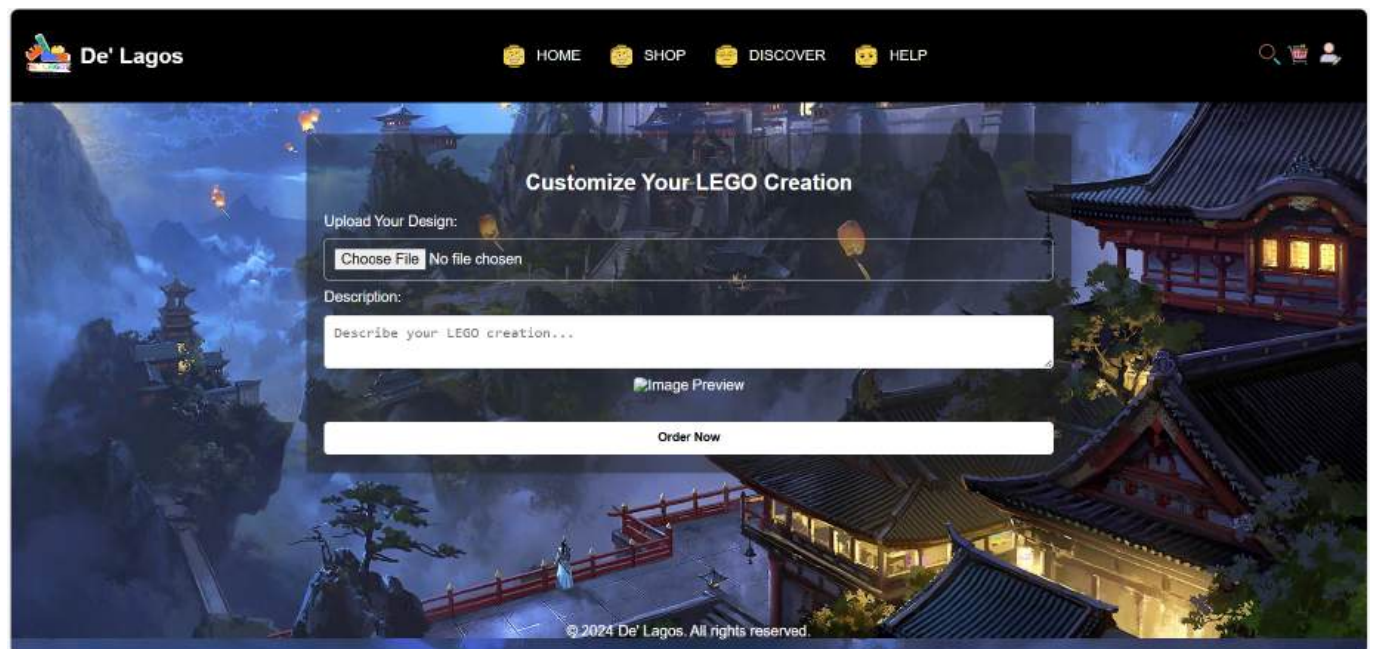 De' Lagos
HOME SHOP DISCOVER HELP
Customize Your LEGO Creation
Upload Your Design:
Choose File No file chosen
Description:
Describe your LEGO creation...
Image Preview
Order Now
© 2024 De' Lagos. All rights reserved.